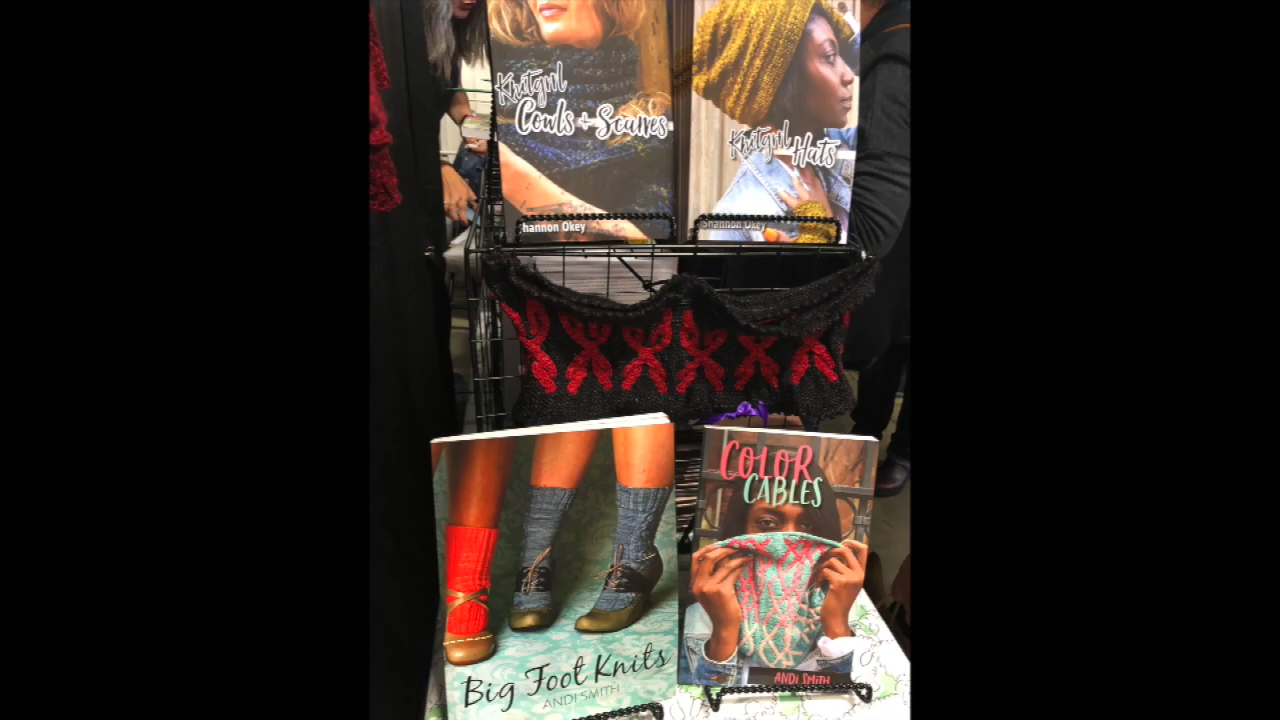 Knitgrrl
Cowls + Scarves
hannon Okey
Knitgrrl
Hats
Shannon Okey
Big Foot Knits
ANDI SMITH
COLOR
CABLES
ANDI SMITH